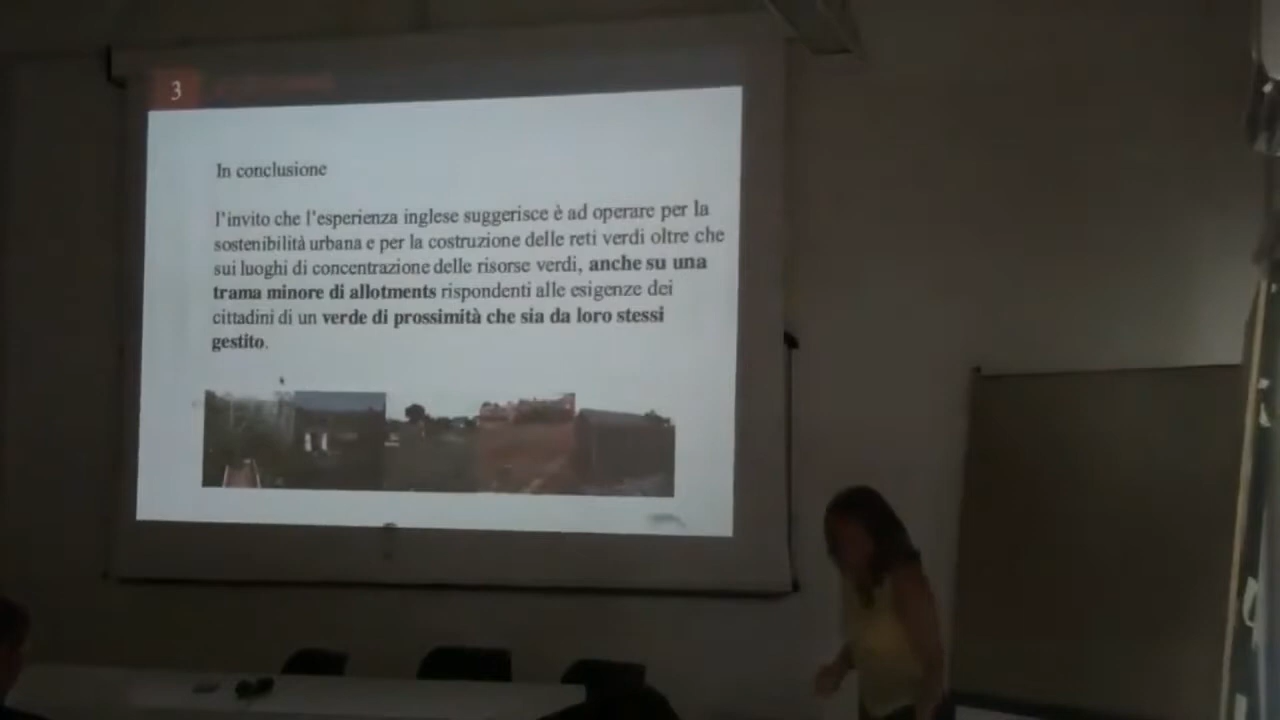 3
In conclusione
l'invito che l'esperienza inglese suggerisce è ad operare per la
sostenibilità urbana e per la costruzione delle reti verdi oltre che
sui luoghi di concentrazione delle risorse verdi, anche su una
trama minore di allotments rispondenti alle esigenze dei
cittadini di un verde di prossimità che sia da loro stessi
gestito.